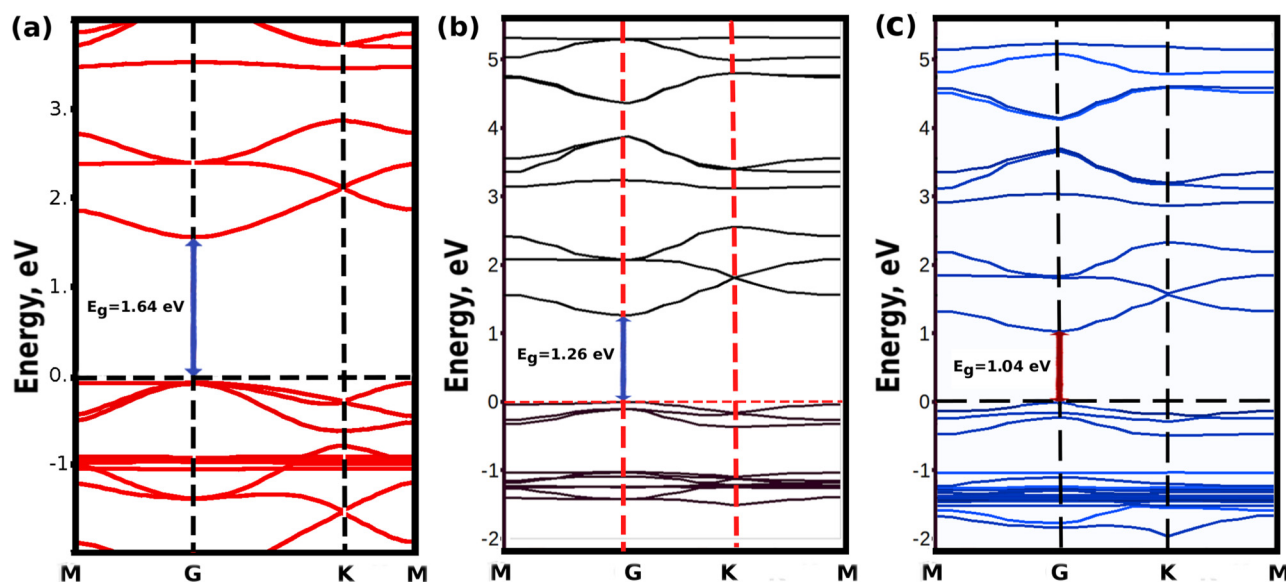 (a)
Energy, eV
3.
2.
1.
0.
-1
Eg=1.64 eV
M G K M
(b)
Energy, eV
5
4
3
2
1
0
-1
-2
Eg=1.26 eV
M G K M
(c)
Energy, eV
5
4
3
2
1
0
-1
-2
Eg=1.04 eV
M G K M